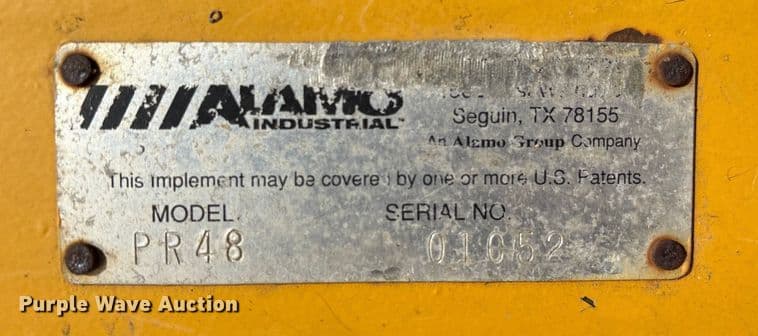 ALAMO
INDUSTRIAL
Seguin, TX 78155
An Alamo Group Company
This implement may be covered by one or more U.S. Patents.
MODEL.
SERIAL NO.
PR48
01052
Purple Wave Auction